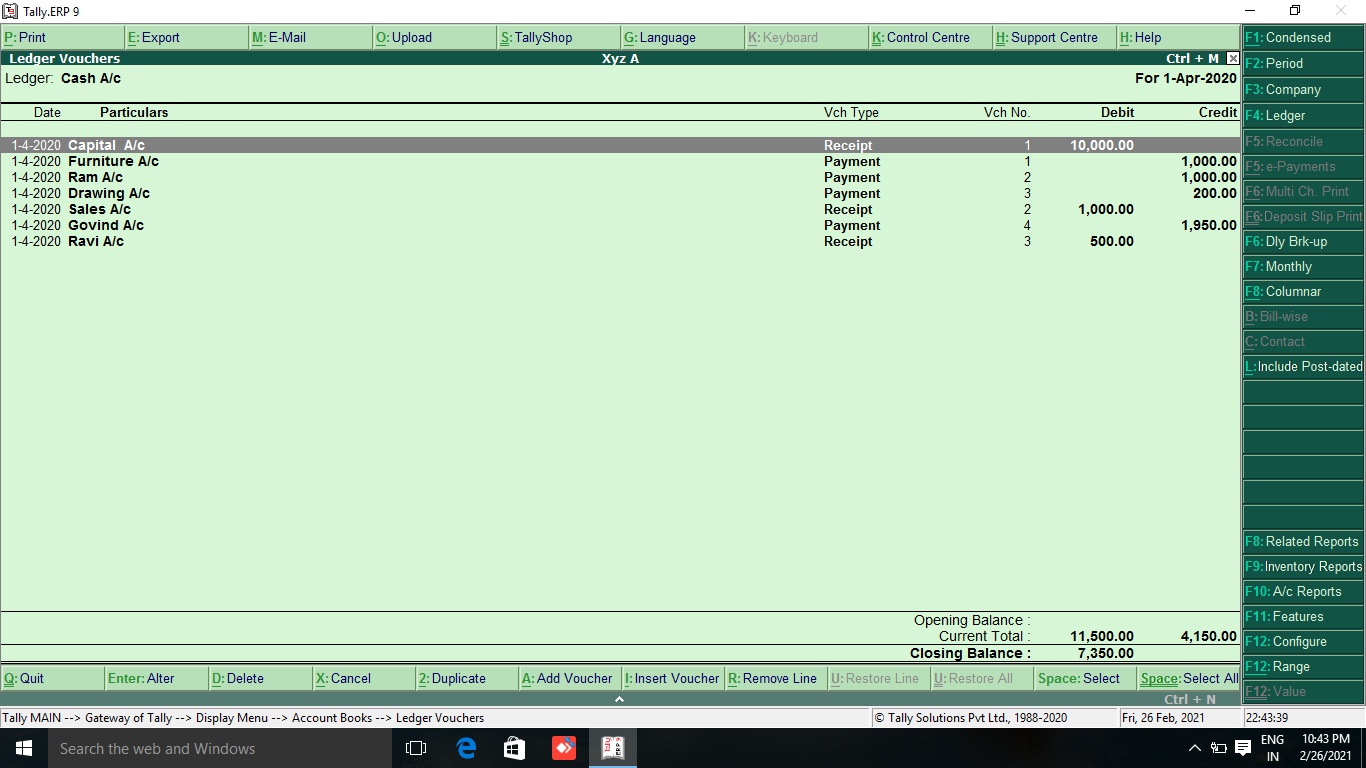 Tally.ERP 9
P: Print E: Export M: E-Mail O: Upload S: TallyShop G: Language K: Keyboard K: Control Centre H: Support Centre H: Help
Ledger Vouchers Xyz A Ctrl + M
Ledger: Cash A/c For 1-Apr-2020
Date Particulars Vch Type Vch No. Debit Credit
1-4-2020 Capital A/c Receipt 1 10,000.00
1-4-2020 Furniture A/c Payment 1 1,000.00
1-4-2020 Ram A/c Payment 2 1,000.00
1-4-2020 Drawing A/c Payment 3 200.00
1-4-2020 Sales A/c Receipt 2 1,000.00
1-4-2020 Govind A/c Payment 4 1,950.00
1-4-2020 Ravi A/c Receipt 3 500.00
Opening Balance :
Current Total : 11,500.00 4,150.00
Closing Balance : 7,350.00
F1: Condensed
F2: Period
F3: Company
F4: Ledger
F5: Reconcile
F5: e-Payments
F6: Multi Ch. Print
F6: Deposit Slip Print
F6: Dly Brk-up
F7: Monthly
F8: Columnar
B: Bill-wise
C: Contact
L: Include Post-dated
F8: Related Reports
F9: Inventory Reports
F10: A/c Reports
F11: Features
F12: Configure
F12: Range
F12: Value
Q: Quit Enter: Alter D: Delete X: Cancel 2: Duplicate A: Add Voucher I: Insert Voucher R: Remove Line U: Restore Line U: Restore All Space: Select Space: Select All
Ctrl + N
Tally MAIN --> Gateway of Tally --> Display Menu --> Account Books --> Ledger Vouchers © Tally Solutions Pvt Ltd., 1988-2020 Fri, 26 Feb, 2021 22:43:39
Search the web and Windows
Tally ERP 9
ENG
IN
10:43 PM
2/26/2021